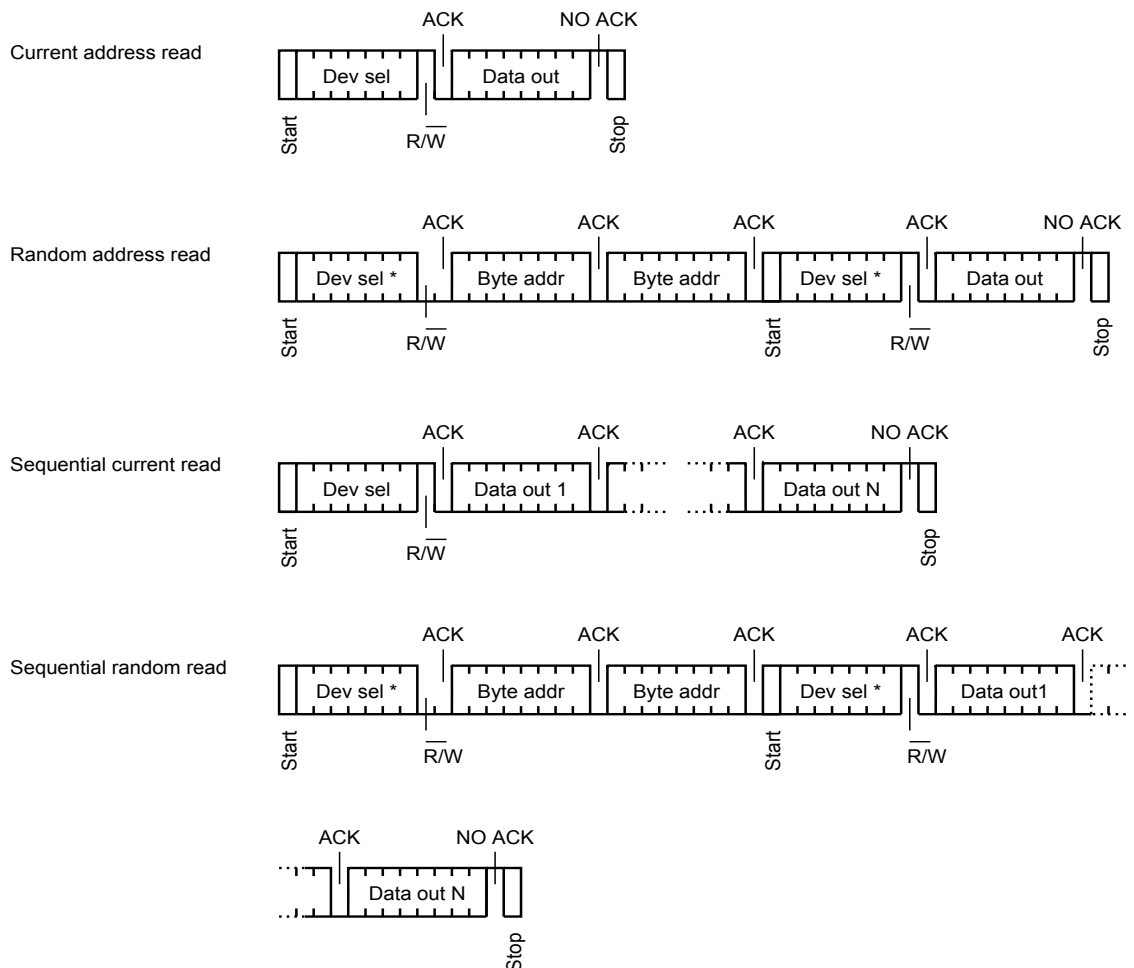 ACK NO ACK
Current address read
Dev sel Data out
Start R/W̅ Stop
ACK ACK ACK ACK NO ACK
Random address read
Dev sel * Byte addr Byte addr Dev sel * Data out
Start R/W̅ Start R/W̅ Stop
ACK ACK ACK NO ACK
Sequential current read
Dev sel Data out 1 Data out N
Start R/W̅ Stop
ACK ACK ACK ACK ACK
Sequential random read
Dev sel * Byte addr Byte addr Dev sel * Data out1
Start R̅/W Start R̅/W
ACK NO ACK
Data out N
Stop